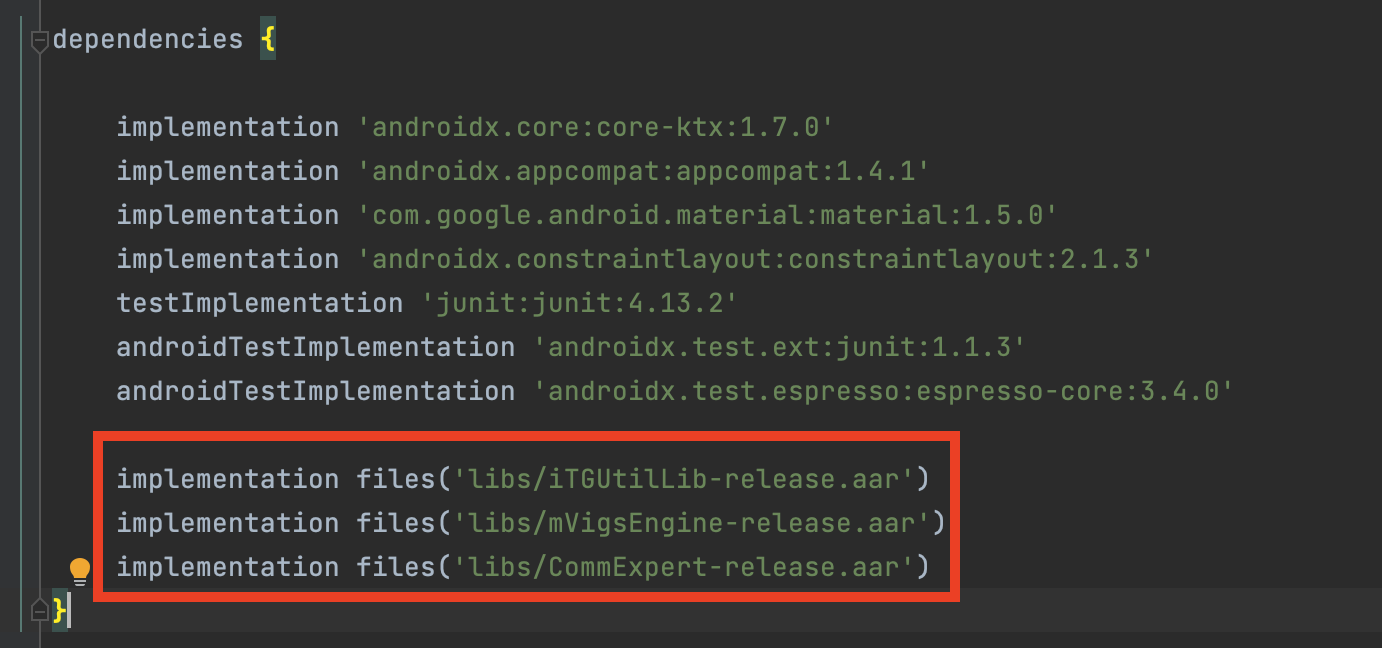 dependencies {
implementation 'androidx.core:core-ktx:1.7.0'
implementation 'androidx.appcompat:appcompat:1.4.1'
implementation 'com.google.android.material:material:1.5.0'
implementation 'androidx.constraintlayout:constraintlayout:2.1.3'
testImplementation 'junit:junit:4.13.2'
androidTestImplementation 'androidx.test.ext:junit:1.1.3'
androidTestImplementation 'androidx.test.espresso:espresso-core:3.4.0'
implementation files('libs/iTGUtilLib-release.aar')
implementation files('libs/mVigsEngine-release.aar')
implementation files('libs/CommExpert-release.aar')
}